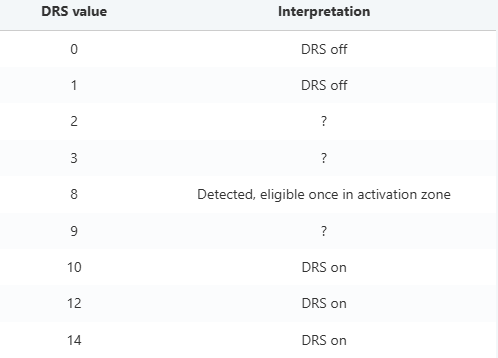 DRS value Interpretation
0 DRS off
1 DRS off
2 ?
3 ?
8 Detected, eligible once in activation zone
9 ?
10 DRS on
12 DRS on
14 DRS on